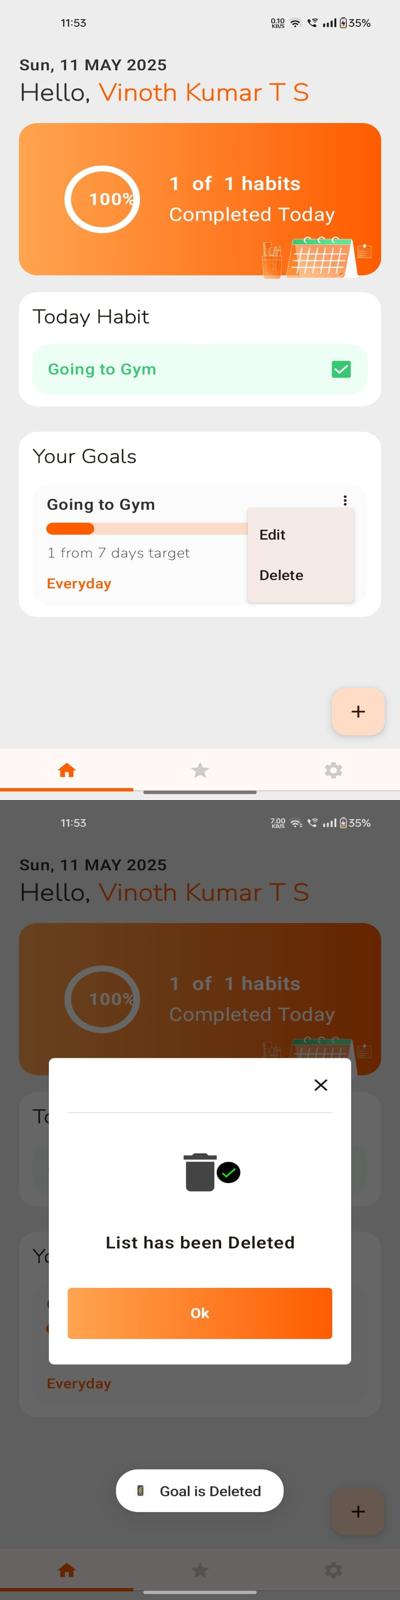 11:53
0.10 KB/S 35%
Sun, 11 MAY 2025
Hello, Vinoth Kumar T S
100%
1 of 1 habits
Completed Today
Today Habit
Going to Gym
Your Goals
Going to Gym
1 from 7 days target
Everyday
Edit
Delete
+
11:53
7.00 KB/S 35%
Sun, 11 MAY 2025
Hello, Vinoth Kumar T S
100%
1 of 1 habits
Completed Today
To
List has been Deleted
Yo
Ok
Everyday
Goal is Deleted
+